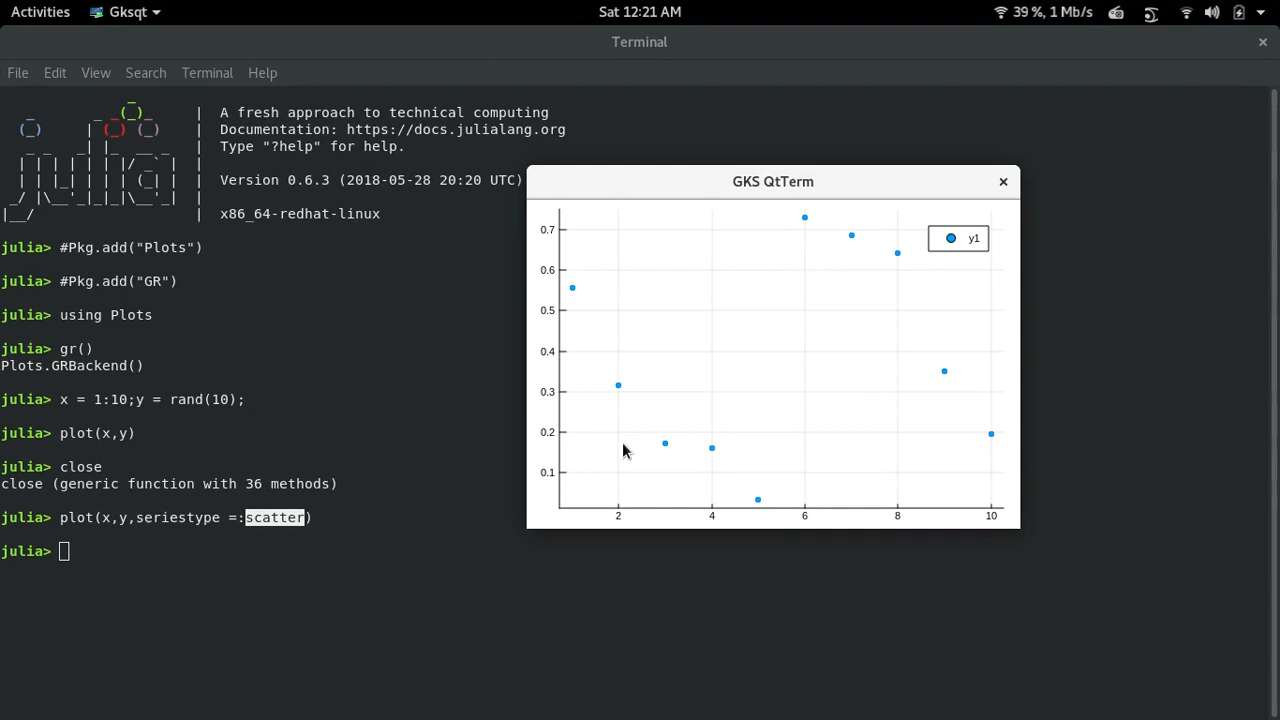 Activities Gksqt Sat 12:21 AM 39 %, 1 Mb/s
Terminal
File Edit View Search Terminal Help
A fresh approach to technical computing
Documentation: https://docs.julialang.org
Type "?help" for help.
Version 0.6.3 (2018-05-28 20:20 UTC)
x86_64-redhat-linux
julia> #Pkg.add("Plots")
julia> #Pkg.add("GR")
julia> using Plots
julia> gr()
Plots.GRBackend()
julia> x = 1:10;y = rand(10);
julia> plot(x,y)
julia> close
close (generic function with 36 methods)
julia> plot(x,y,seriestype =:scatter)
julia>
GKS QtTerm
y1
0.7
0.6
0.5
0.4
0.3
0.2
0.1
2 4 6 8 10